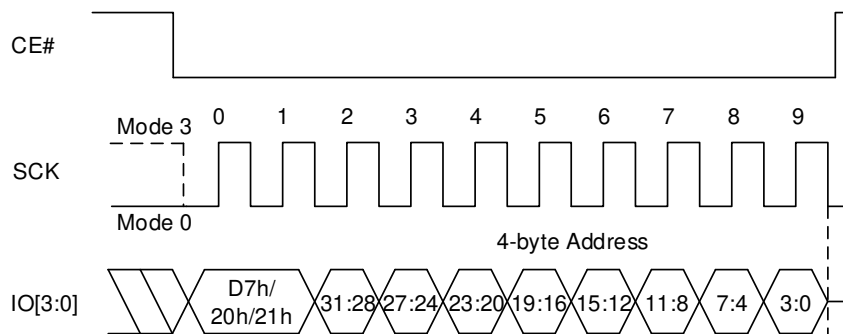 CE#
Mode 3
0 1 2 3 4 5 6 7 8 9
SCK
Mode 0
4-byte Address
IO[3:0]
D7h/
20h/21h
31:28 27:24 23:20 19:16 15:12 11:8 7:4 3:0